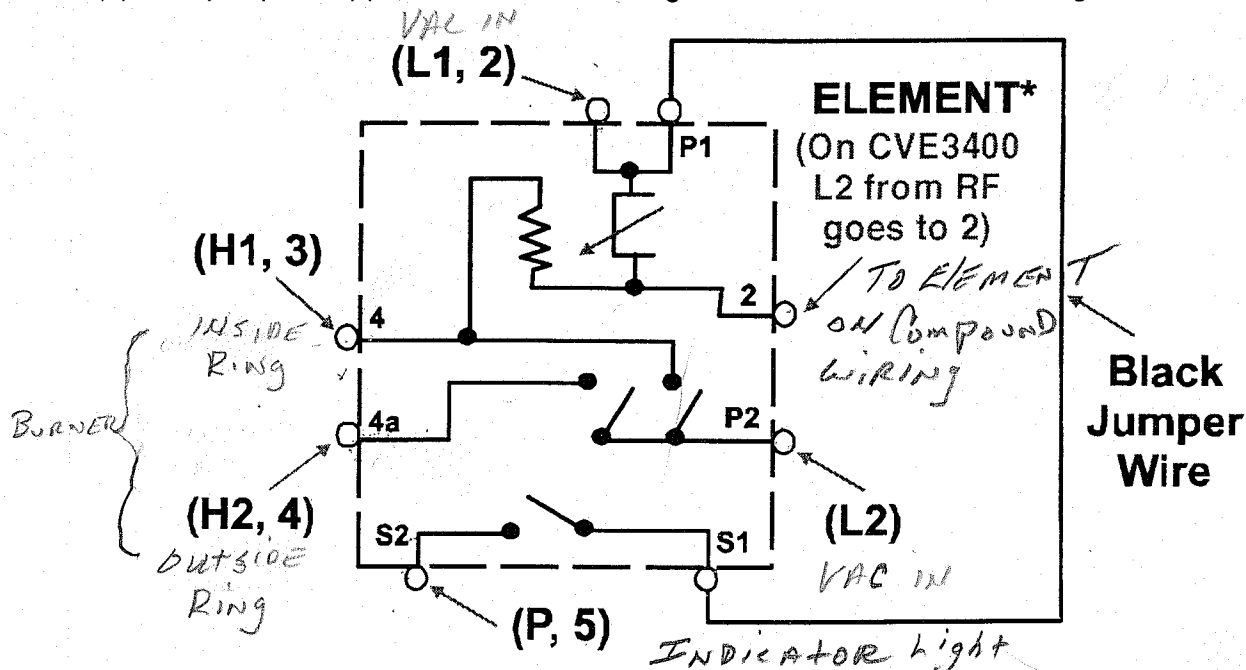 VAC IN
(L1, 2)
P1
ELEMENT*
(On CVE3400
L2 from RF
goes to 2)
TO ElEMENT
ON Compound
WiRiNG
(H1, 3)
INSIDE
Ring
4
2
BURNER
4a
P2
Black
Jumper
Wire
(H2, 4)
OUTSIDE
Ring
S2
S1
(L2)
VAC IN
(P, 5)
INDICATOR Light